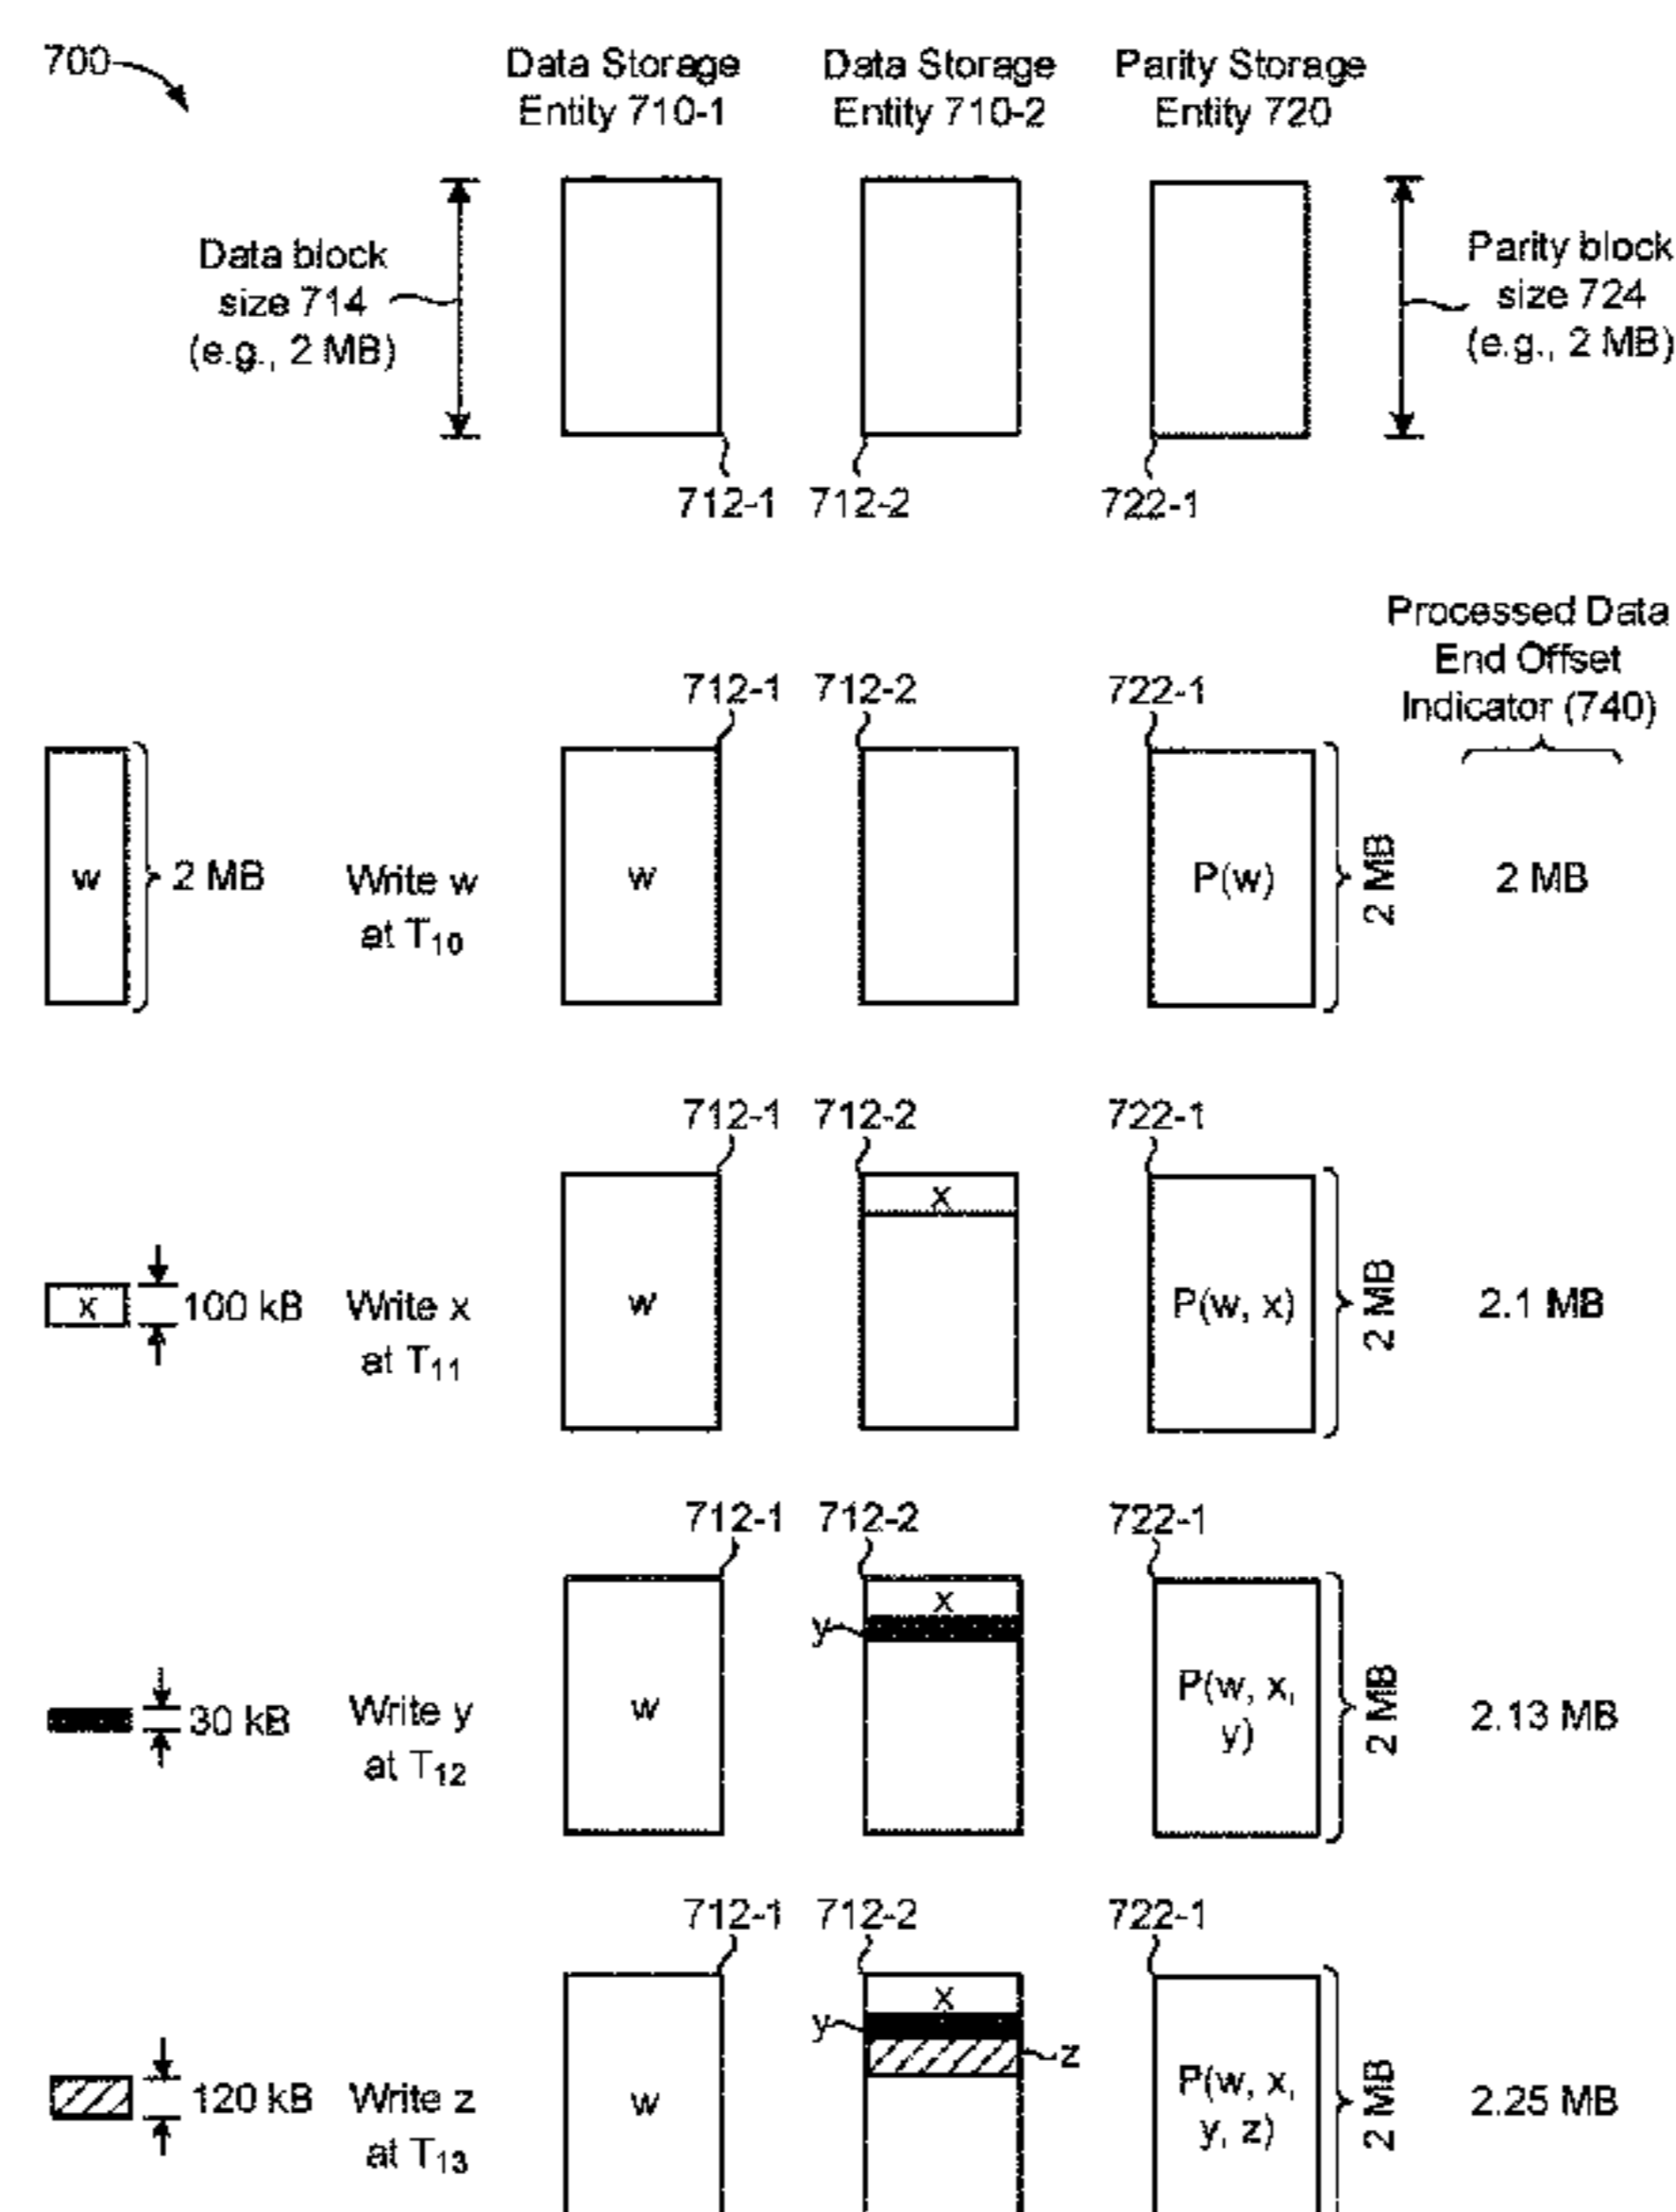 700
Data Storage
Entity 710-1
Data Storage
Entity 710-2
Parity Storage
Entity 720
Data block
size 714
(e.g., 2 MB)
Parity block
size 724
(e.g., 2 MB)
712-1
712-2
722-1
Processed Data
End Offset
Indicator (740)
712-1
712-2
722-1
w
2 MB
Write w
at T10
w
P(w)
2 MB
2 MB
712-1
712-2
722-1
x
100 kB
Write x
at T11
w
x
P(w, x)
2 MB
2.1 MB
712-1
712-2
722-1
30 kB
Write y
at T12
w
x
y
P(w, x,
y)
2 MB
2.13 MB
712-1
712-2
722-1
120 kB
Write z
at T13
w
x
y
z
P(w, x,
y, z)
2 MB
2.25 MB